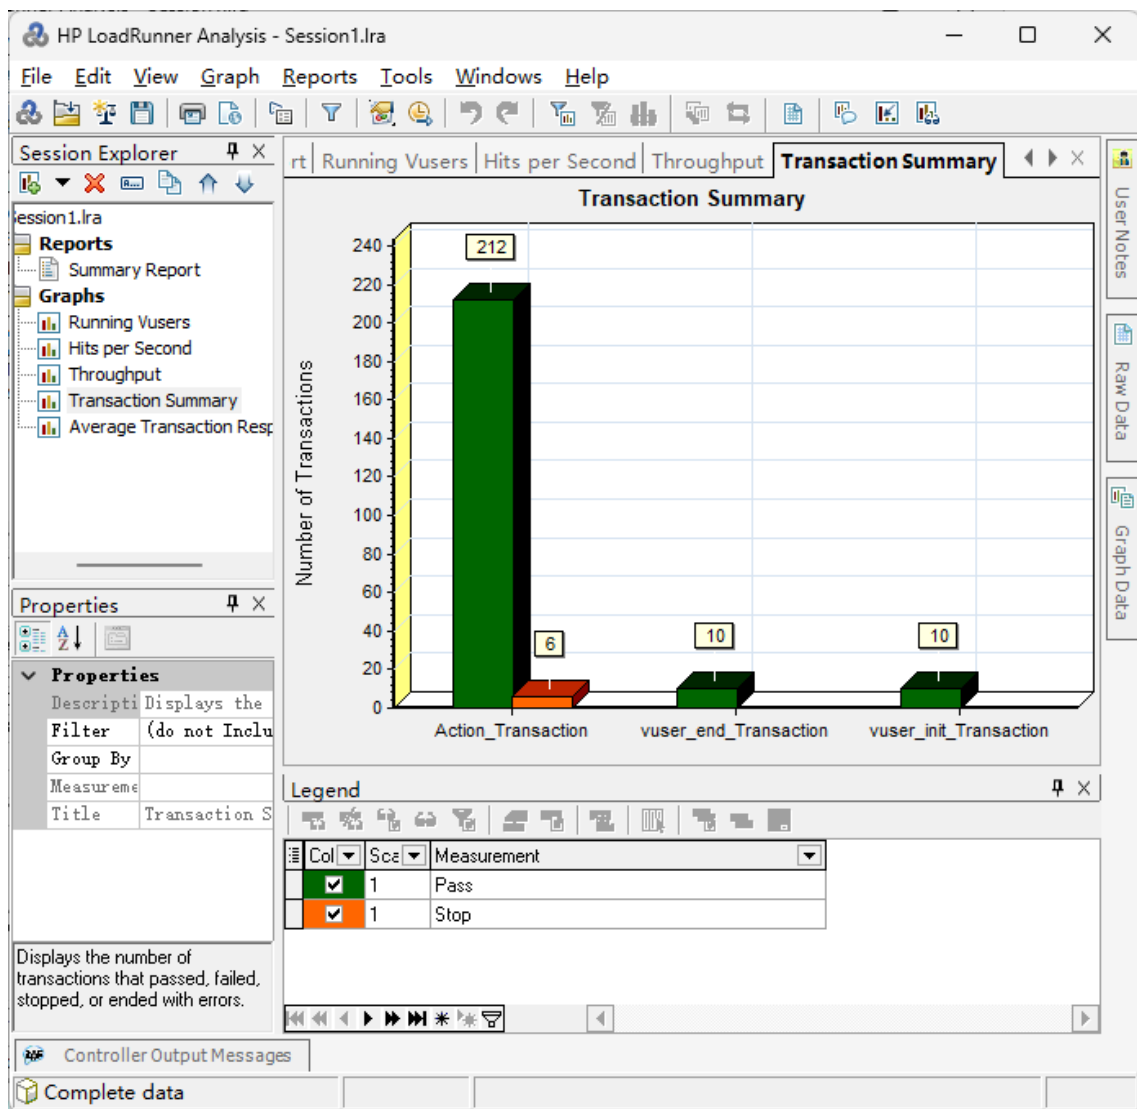 HP LoadRunner Analysis - Session1.lra
File Edit View Graph Reports Tools Windows Help
Session Explorer
Session1.lra
Reports
Summary Report
Graphs
Running Vusers
Hits per Second
Throughput
Transaction Summary
Average Transaction Resp
Properties
Properties
Descripti Displays the
Filter (do not Inclu
Group By
Measureme
Title Transaction S
Displays the number of
transactions that passed, failed,
stopped, or ended with errors.
rt Running Vusers Hits per Second Throughput Transaction Summary
Transaction Summary
Number of Transactions
240
220
200
180
160
140
120
100
80
60
40
20
0
212
6
10
10
Action_Transaction vuser_end_Transaction vuser_init_Transaction
Legend
Col Sca Measurement
1 Pass
1 Stop
User Notes
Raw Data
Graph Data
Controller Output Messages
Complete data